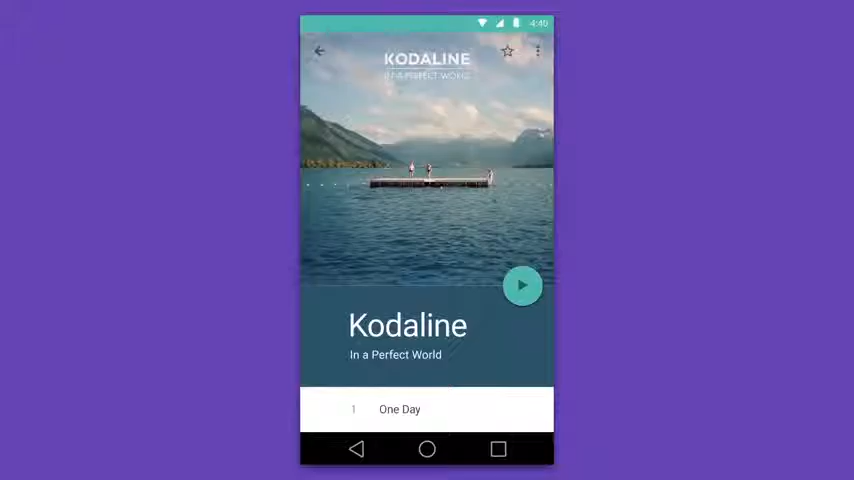 4:40
KODALINE
IN A PERFECT WORLD
Kodaline
In a Perfect World
1 One Day